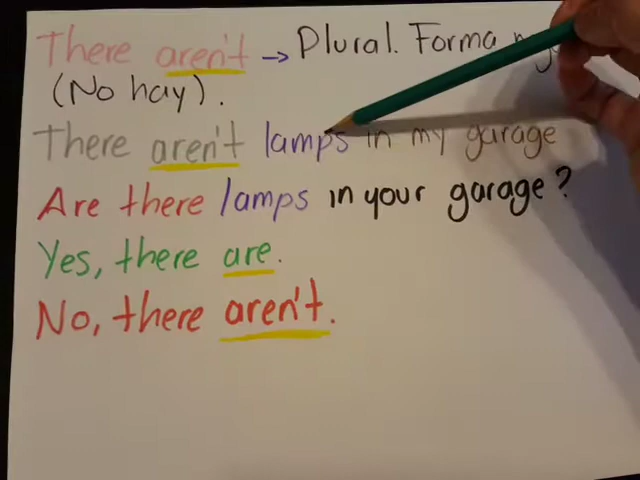 There aren't → Plural. Forma
(No hay).
There aren't lamps in my garage
Are there lamps in your garage?
Yes, there are.
No, there aren't.